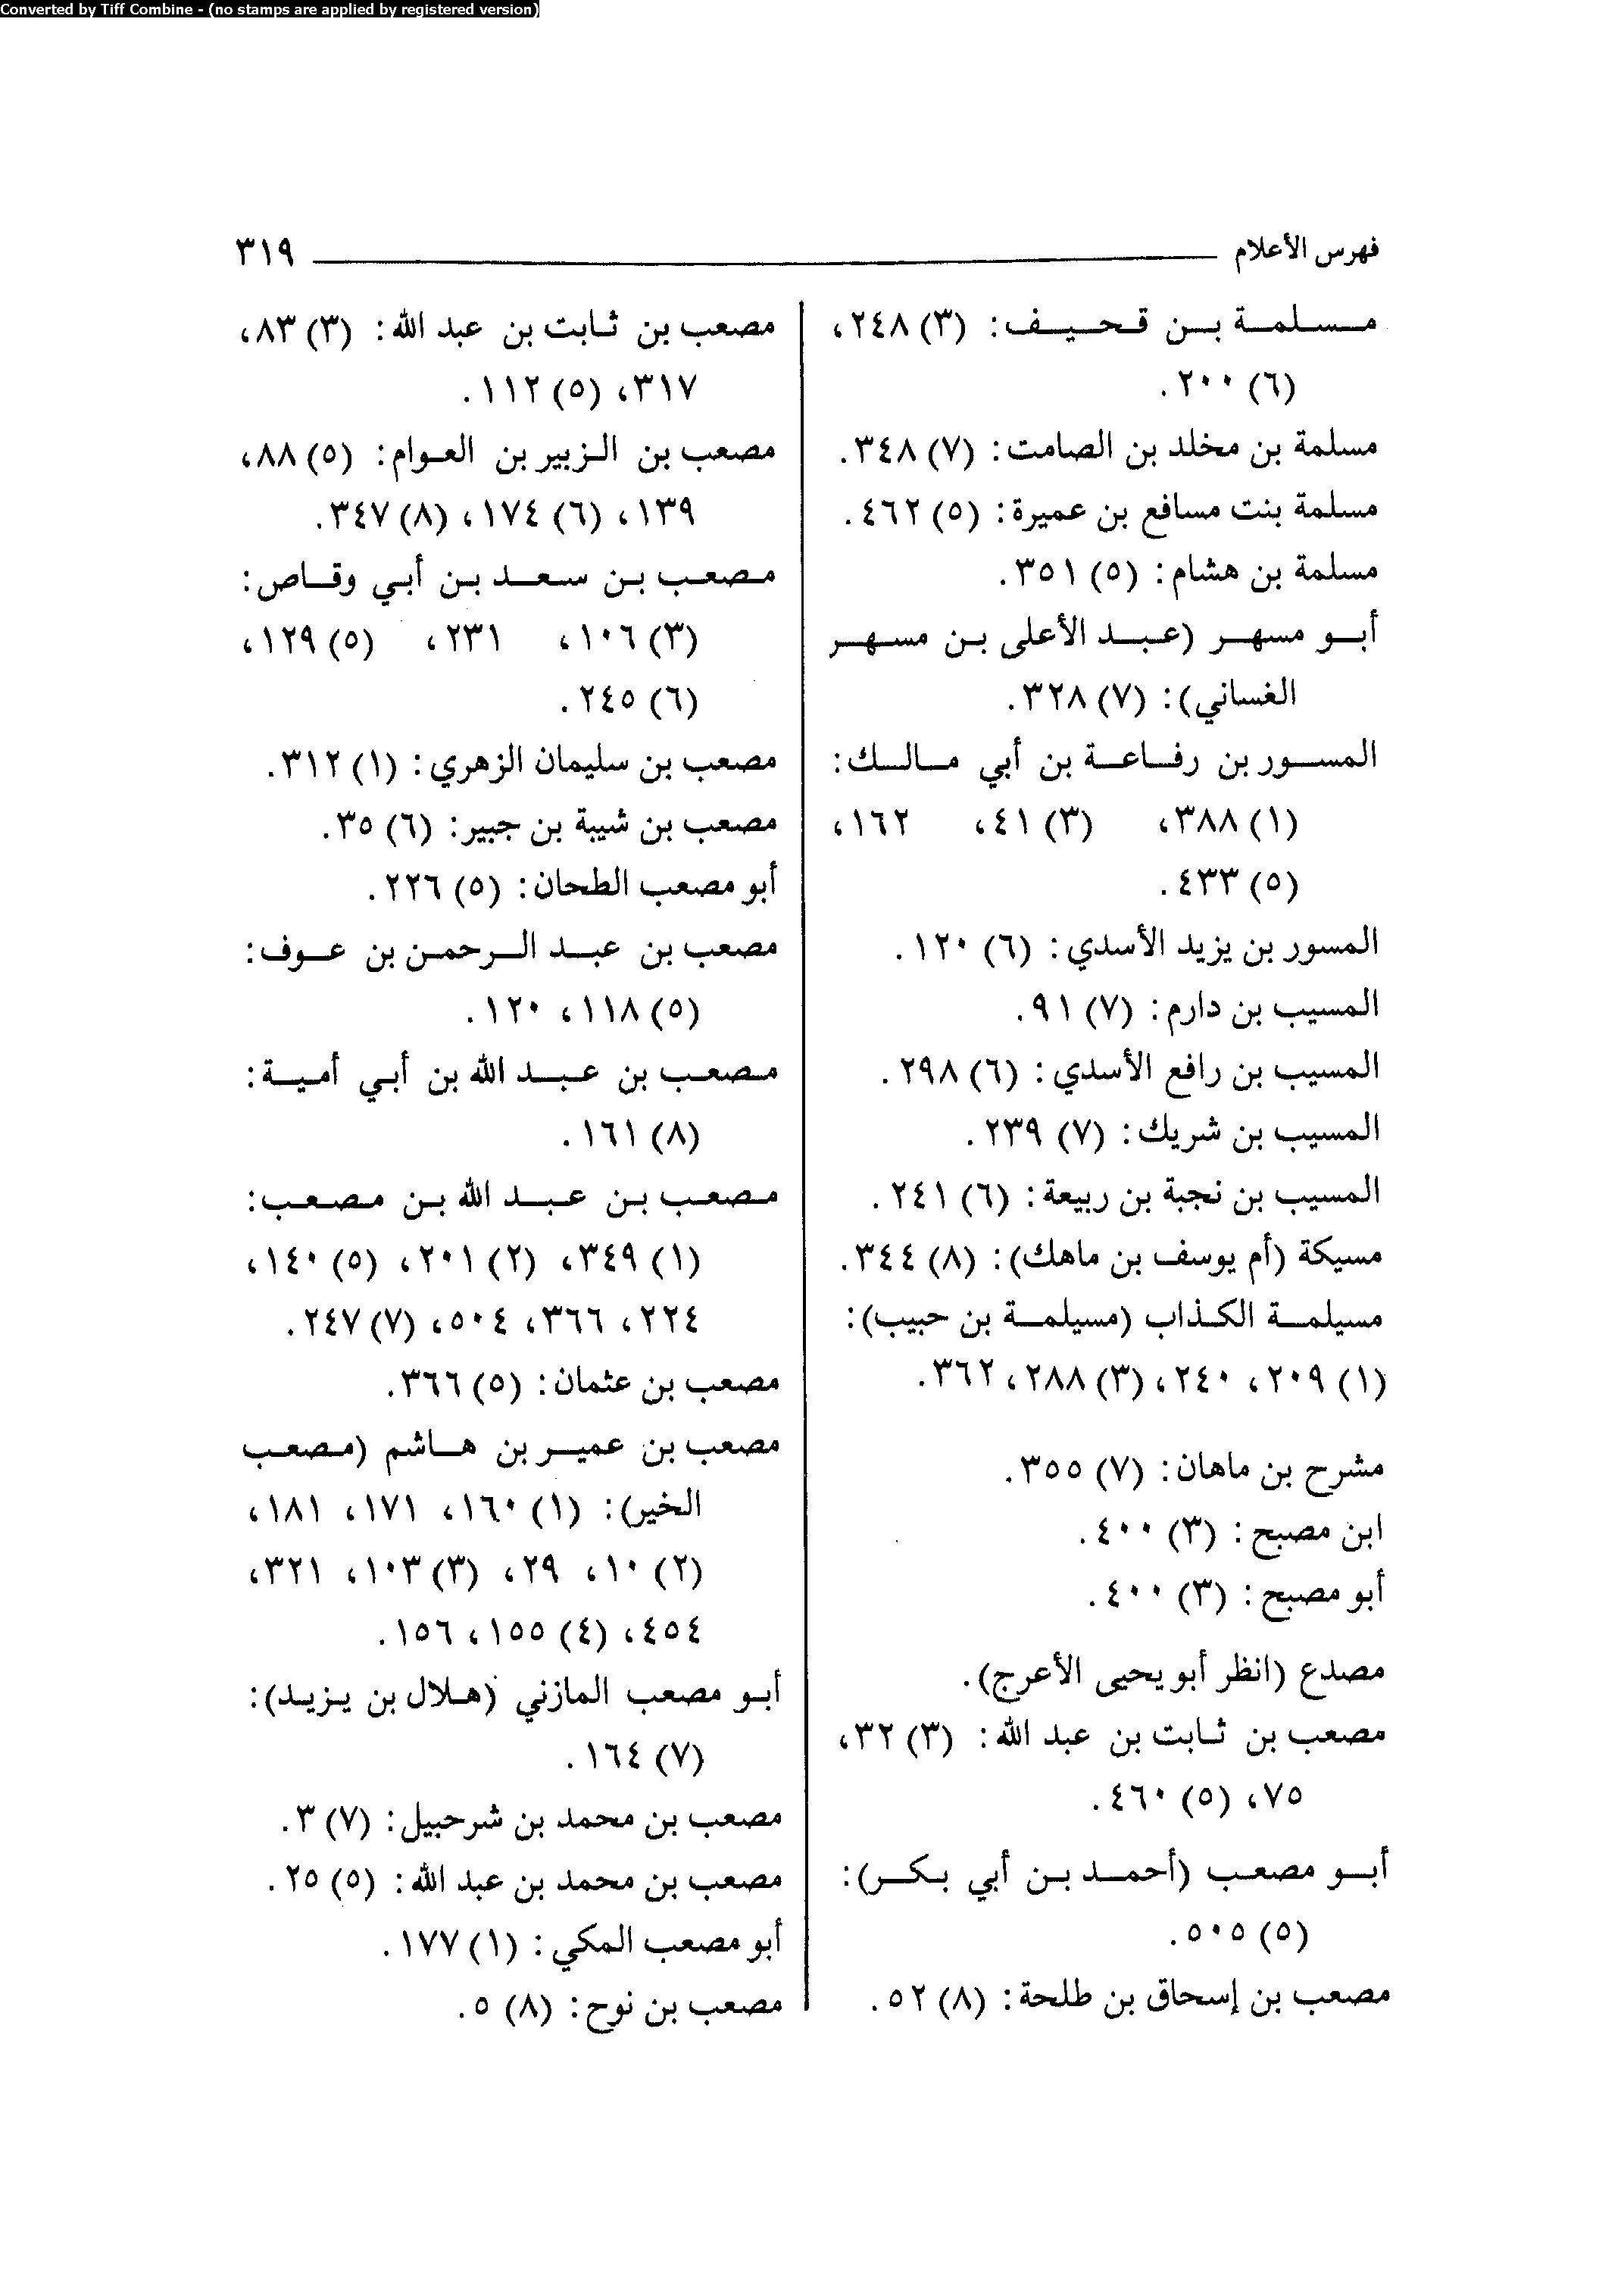 Converted by Tiff Combine - (no stamps are applied by registered version)
فهرس الأعلام ٣١٩
مسلمة بن قحيف: (٣) ٢٤٨،
(٦) ٢٠٠.
مسلمة بن مخلد بن الصامت: (٧) ٣٤٨.
مسلمة بنت مسافع بن عميرة: (٥) ٤٦٢.
مسلمة بن هشام: (٥) ٣٥١.
أبو مسهر (عبد الأعلى بن مسهر
الغساني): (٧) ٣٢٨.
المسور بن رفاعة بن أبي مالك:
(١) ٣٨٨، (٣) ٤١، ١٦٢،
(٥) ٤٣٣.
المسور بن يزيد الأسدي: (٦) ١٢٠.
المسيب بن دارم: (٧) ٩١.
المسيب بن رافع الأسدي: (٦) ٢٩٨.
المسيب بن شريك: (٧) ٢٣٩.
المسيب بن نجبة بن ربيعة: (٦) ٢٤١.
مسيكة (أم يوسف بن ماهك): (٨) ٣٤٤.
مسيلمة الكذاب (مسيلمة بن حبيب):
(١) ٢٠٩، ٢٤٠، (٣) ٢٨٨، ٣٦٢.
مشرح بن ماهان: (٧) ٣٥٥.
ابن مصبح: (٣) ٤٠٠.
أبو مصبح: (٣) ٤٠٠.
مصدع (انظر أبو يحيى الأعرج).
مصعب بن ثابت بن عبد الله: (٣) ٣٢،
٧٥، (٥) ٤٦٠.
أبو مصعب (أحمد بن أبي بكر):
(٥) ٥٠٥.
مصعب بن إسحاق بن طلحة: (٨) ٥٢.
مصعب بن ثابت بن عبد الله: (٣) ٨٣،
٣١٧، (٥) ١١٢.
مصعب بن الزبير بن العوام: (٥) ٨٨،
١٣٩، (٦) ١٧٤، (٨) ٣٤٧.
مصعب بن سعد بن أبي وقاص:
(٣) ١٠٦، ٢٣١، (٥) ١٢٩،
(٦) ٢٤٥.
مصعب بن سليمان الزهري: (١) ٣١٢.
مصعب بن شيبة بن جبير: (٦) ٣٥.
أبو مصعب الطحان: (٥) ٢٢٦.
مصعب بن عبد الرحمن بن عوف:
(٥) ١١٨، ١٢٠.
مصعب بن عبد الله بن أبي أمية:
(٨) ١٦١.
مصعب بن عبد الله بن مصعب:
(١) ٣٤٩، (٢) ٢٠١، (٥) ١٤٠،
٢٢٤، ٣٦٦، ٥٠٤، (٧) ٢٤٧.
مصعب بن عثمان: (٥) ٣٦٦.
مصعب بن عمير بن هاشم (مصعب
الخير): (١) ١٦٠، ١٧١، ١٨١،
(٢) ١٠، ٢٩، (٣) ١٠٣، ٣٢١،
٤٥٤، (٤) ١٥٥، ١٥٦.
أبو مصعب المازني (هلال بن يزيد):
(٧) ١٦٤.
مصعب بن محمد بن شرحبيل: (٧) ٣.
مصعب بن محمد بن عبد الله: (٥) ٢٥.
أبو مصعب المكي: (١) ١٧٧.
مصعب بن نوح: (٨) ٥.